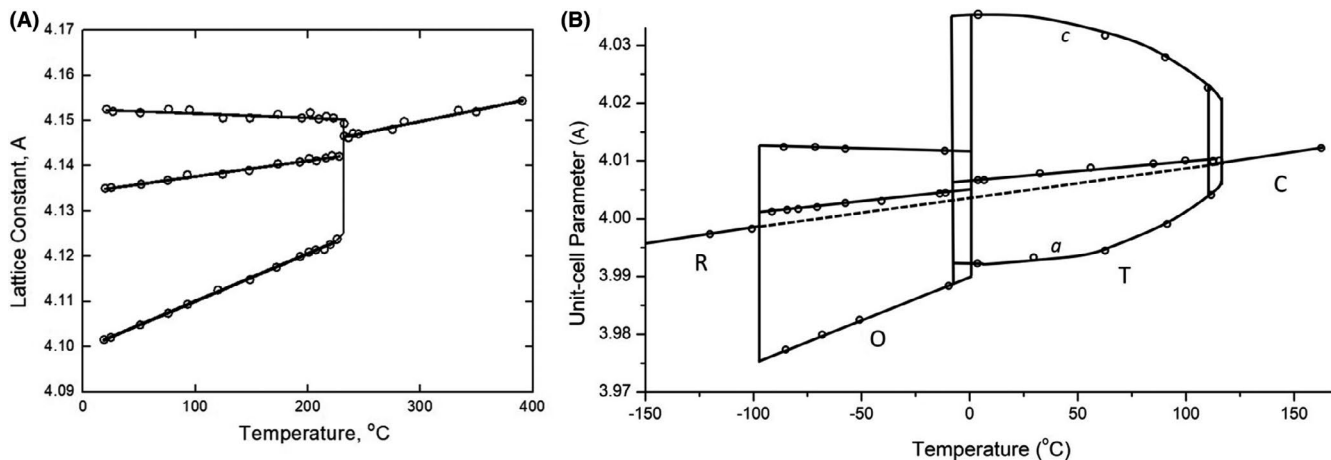 (A)
4.17
4.16
4.15
4.14
4.13
4.12
4.11
4.10
4.09
0
100
200
300
400
Lattice Constant, A
Temperature, °C
(B)
4.03
4.02
4.01
4.00
3.99
3.98
3.97
-150
-100
-50
0
50
100
150
Unit-cell Parameter (A)
Temperature (°C)
c
a
R
O
T
C